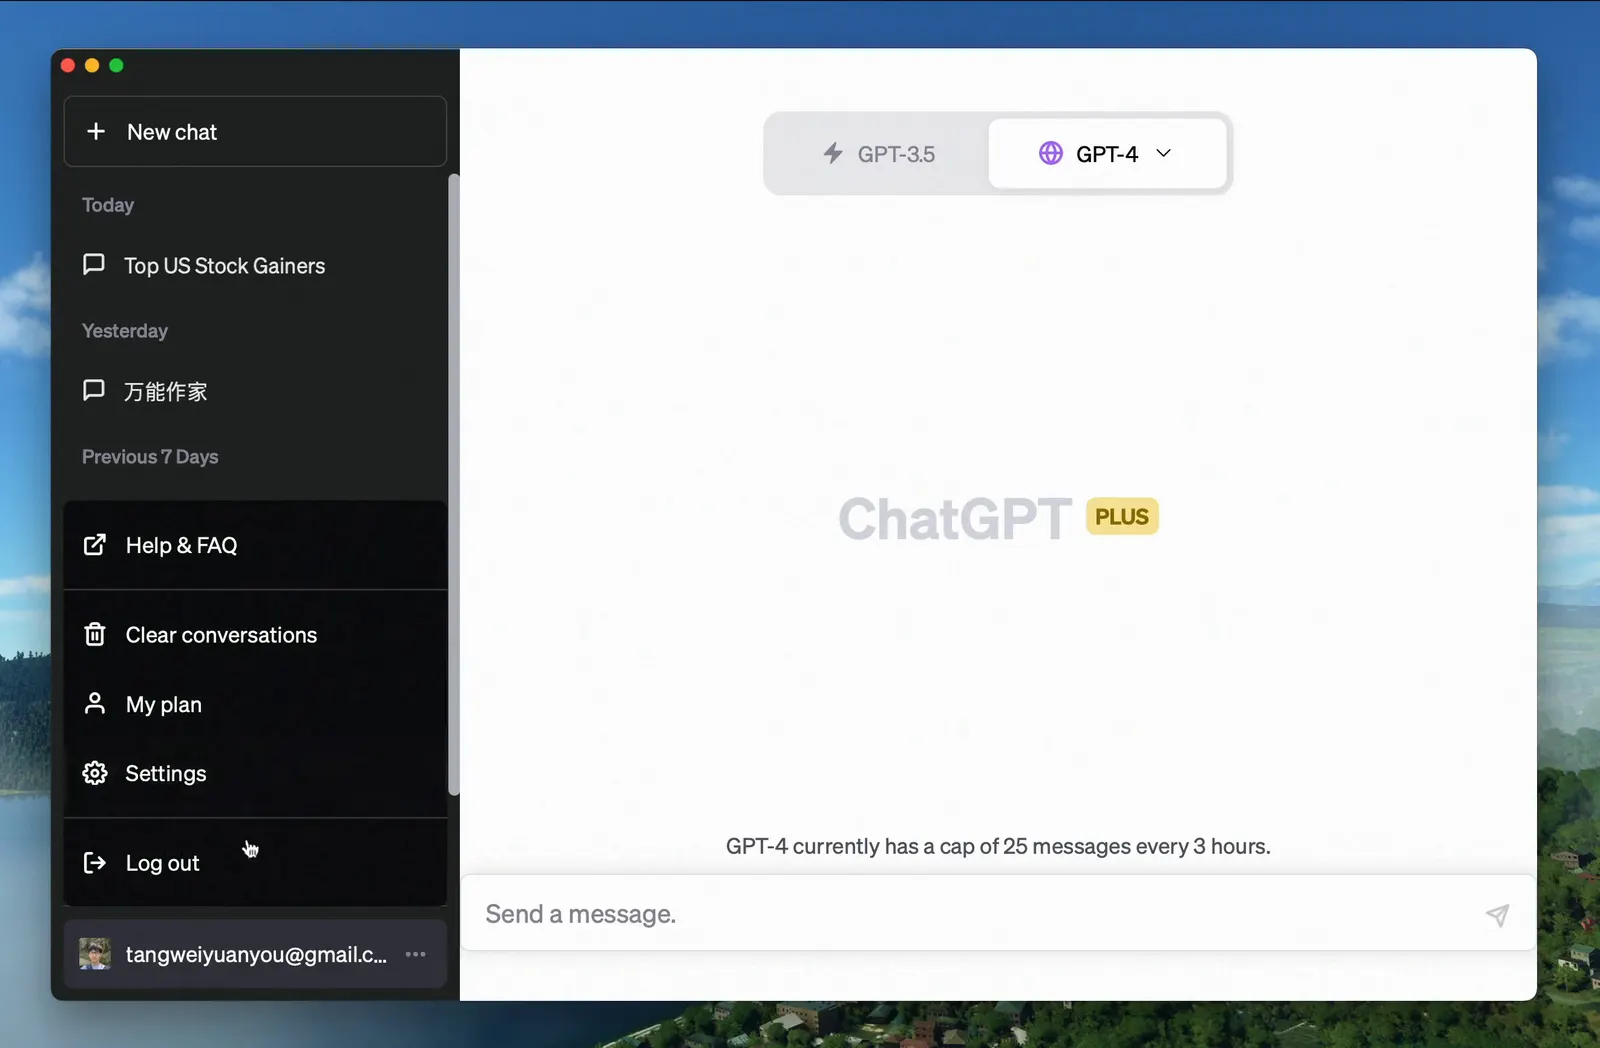 New chat
Today
Top US Stock Gainers
Yesterday
万能作家
Previous 7 Days
Help & FAQ
Clear conversations
My plan
Settings
Log out
tangweiyuanyou@gmail.c...
GPT-3.5
GPT-4
ChatGPT PLUS
GPT-4 currently has a cap of 25 messages every 3 hours.
Send a message.